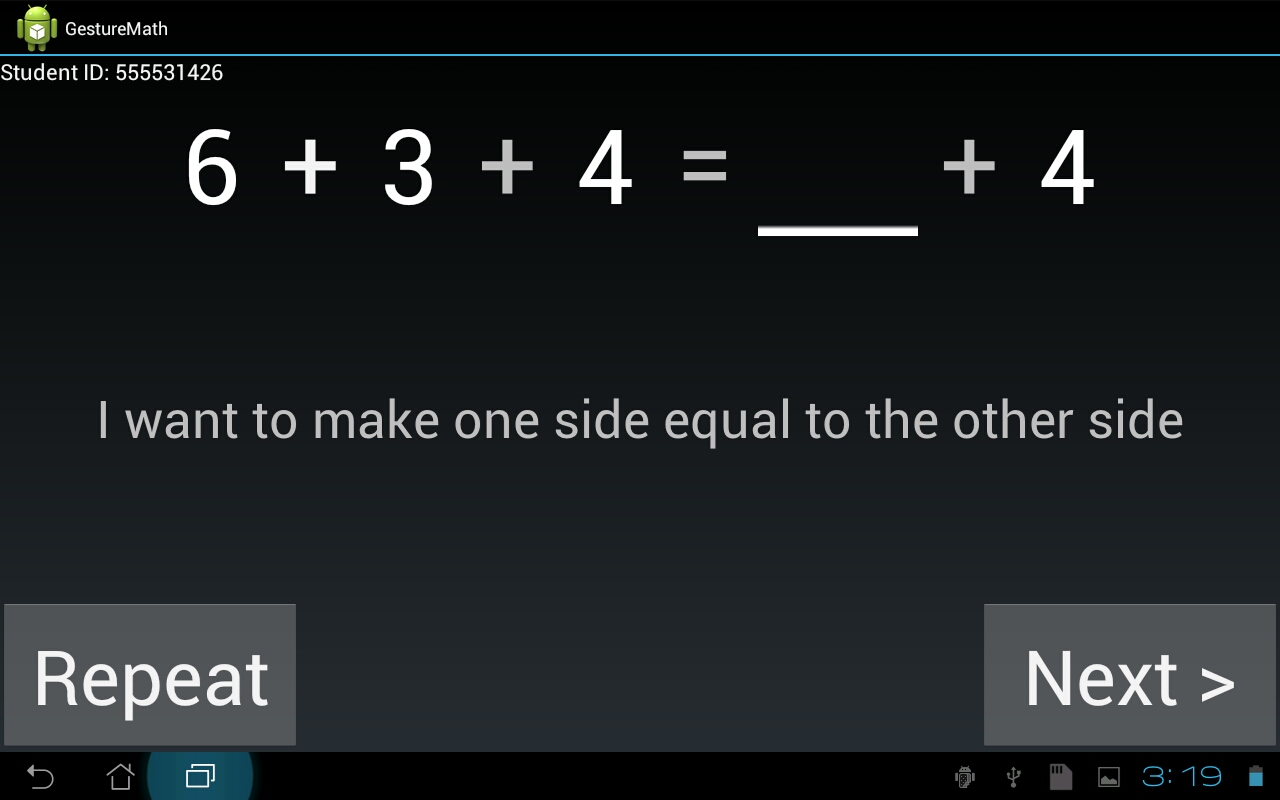 GestureMath
Student ID: 555531426
6 + 3 + 4 = ___ + 4
I want to make one side equal to the other side
Repeat
Next >
3:19